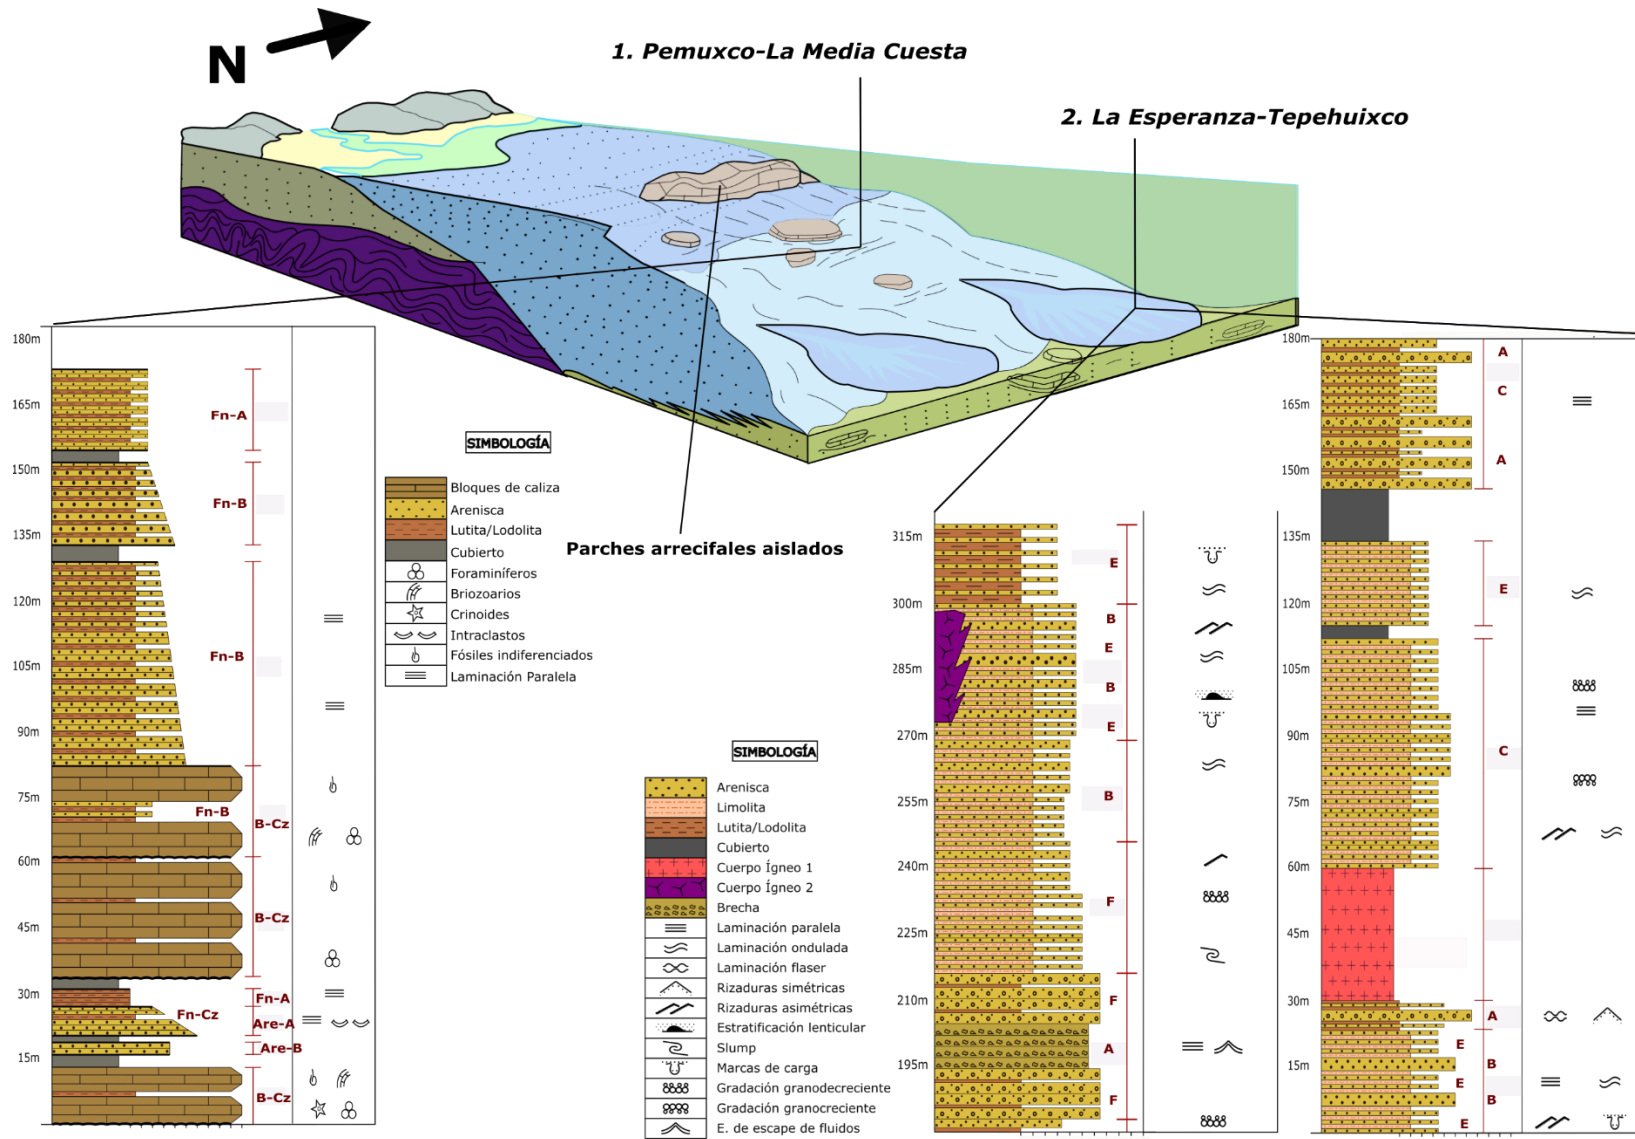 N
1. Pemuxco-La Media Cuesta
2. La Esperanza-Tepehuixco
Parches arrecifales aislados
180m
165m
150m
135m
120m
105m
90m
75m
60m
45m
30m
15m
Fn-A
Fn-B
Fn-B
Fn-B
B-Cz
B-Cz
Fn-A
Fn-Cz
Are-A
Are-B
B-Cz
SIMBOLOGÍA
Bloques de caliza
Arenisca
Lutita/Lodolita
Cubierto
Foraminíferos
Briozoarios
Crinoides
Intraclastos
Fósiles indiferenciados
Laminación Paralela
SIMBOLOGÍA
Arenisca
Limolita
Lutita/Lodolita
Cubierto
Cuerpo Ígneo 1
Cuerpo Ígneo 2
Brecha
Laminación paralela
Laminación ondulada
Laminación flaser
Rizaduras simétricas
Rizaduras asimétricas
Estratificación lenticular
Slump
Marcas de carga
Gradación granodecreciente
Gradación granocreciente
E. de escape de fluidos
315m
300m
285m
270m
255m
240m
225m
210m
195m
E
B
E
B
E
B
F
F
A
F
180m
165m
150m
135m
120m
105m
90m
75m
60m
45m
30m
15m
A
C
A
E
C
A
E
B
E
B
E